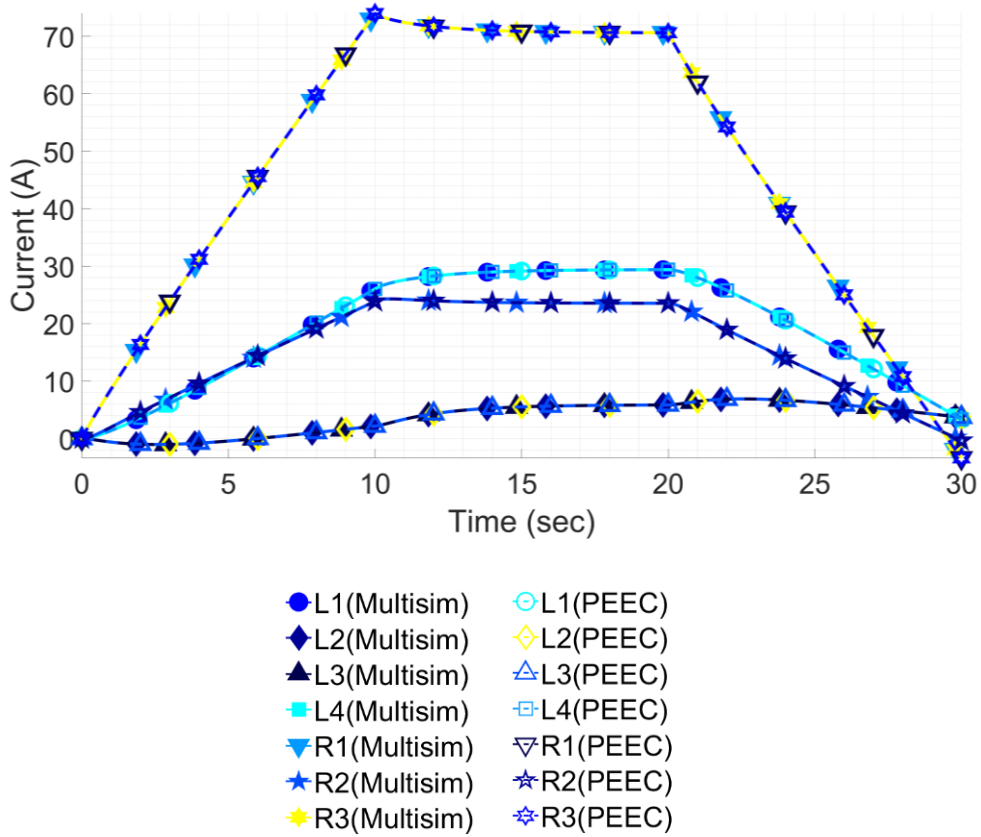 70
60
50
40
30
20
10
0
Current (A)
0 5 10 15 20 25 30
Time (sec)
L1(Multisim) L1(PEEC)
L2(Multisim) L2(PEEC)
L3(Multisim) L3(PEEC)
L4(Multisim) L4(PEEC)
R1(Multisim) R1(PEEC)
R2(Multisim) R2(PEEC)
R3(Multisim) R3(PEEC)